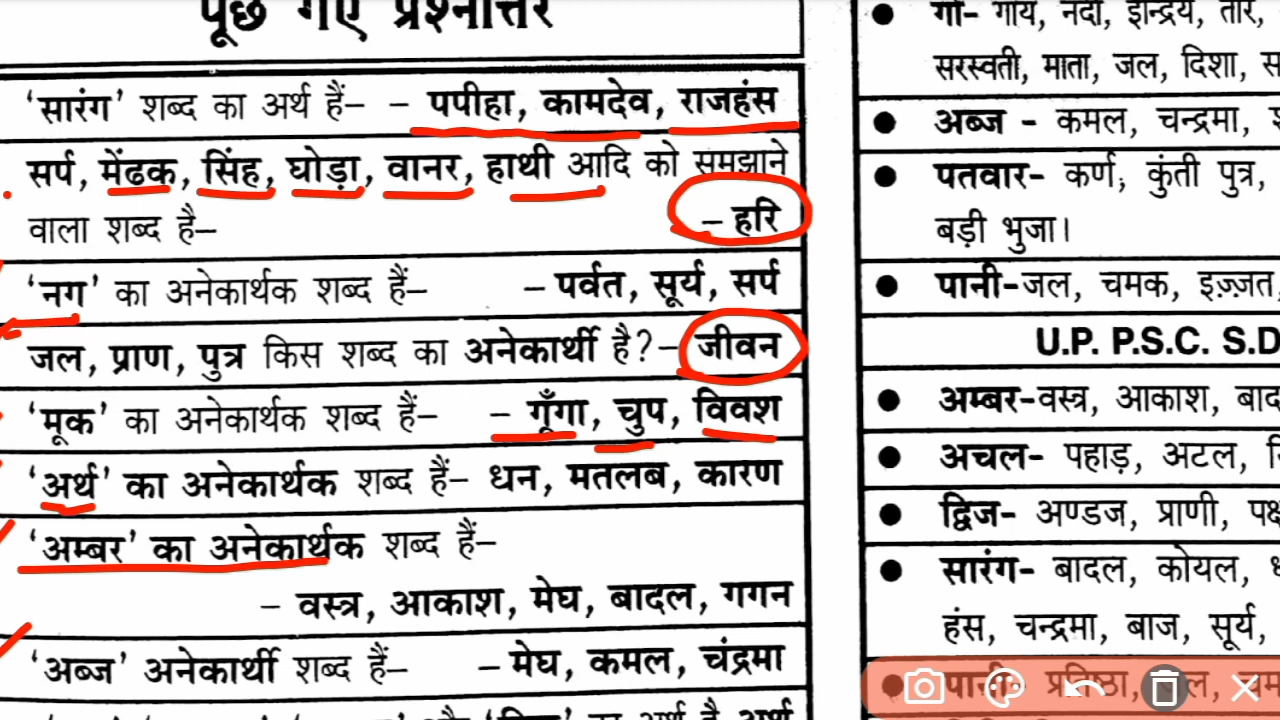 पूछ गए प्रश्नोत्तर
'सारंग' शब्द का अर्थ हैं- - पपीहा, कामदेव, राजहंस
सर्प, मेंढक, सिंह, घोड़ा, वानर, हाथी आदि को समझाने
वाला शब्द है- - हरि
'नग' का अनेकार्थक शब्द हैं- - पर्वत, सूर्य, सर्प
जल, प्राण, पुत्र किस शब्द का अनेकार्थी है?- जीवन
'मूक' का अनेकार्थक शब्द हैं- - गूँगा, चुप, विवश
'अर्थ' का अनेकार्थक शब्द हैं- धन, मतलब, कारण
'अम्बर' का अनेकार्थक शब्द हैं-
- वस्त्र, आकाश, मेघ, बादल, गगन
'अब्ज' अनेकार्थी शब्द हैं- - मेघ, कमल, चंद्रमा
● गो- गाय, नदी, इन्द्रिय, तीर,
सरस्वती, माता, जल, दिशा,
● अब्ज - कमल, चन्द्रमा,
● पतवार- कर्ण, कुंती पुत्र,
बड़ी भुजा।
● पानी-जल, चमक, इज़्ज़त,
U.P. P.S.C. S.D
● अम्बर-वस्त्र, आकाश,
● अचल- पहाड़, अटल,
● द्विज- अण्डज, प्राणी,
● सारंग- बादल, कोयल,
हंस, चन्द्रमा, बाज, सूर्य,
● पानी- प्रतिष्ठा,